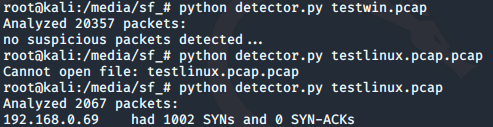 root@kali:/media/sf_# python detector.py testwin.pcap
Analyzed 20357 packets:
no suspicious packets detected...
root@kali:/media/sf_# python detector.py testlinux.pcap.pcap
Cannot open file: testlinux.pcap.pcap
root@kali:/media/sf_# python detector.py testlinux.pcap
Analyzed 2067 packets:
192.168.0.69    had 1002 SYNs and 0 SYN-ACKs